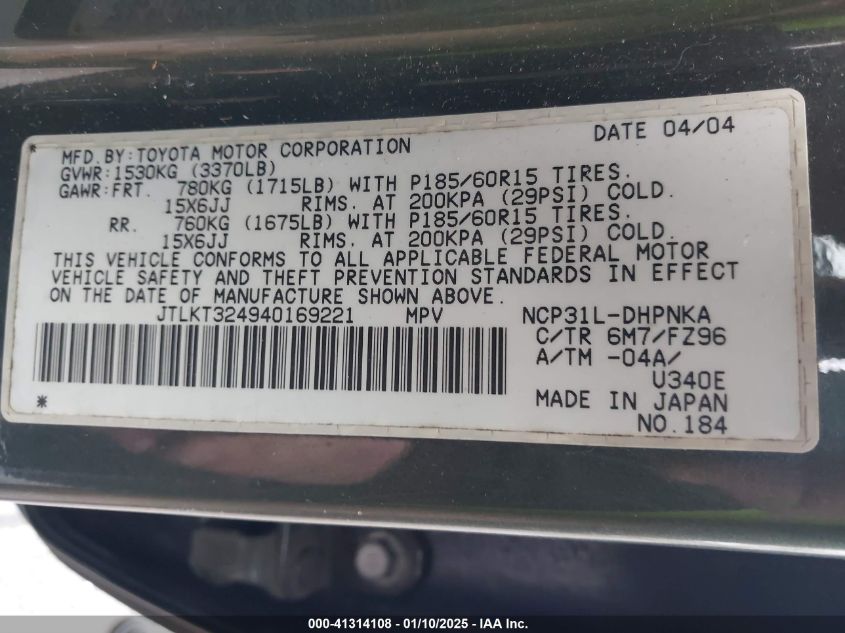 DATE 04/04
MFD.BY:TOYOTA MOTOR CORPORATION
GVWR:1530KG (3370LB)
GAWR:FRT. 780KG (1715LB) WITH P185/60R15 TIRES.
15X6JJ RIMS. AT 200KPA (29PSI) COLD.
RR. 760KG (1675LB) WITH P185/60R15 TIRES.
15X6JJ RIMS. AT 200KPA (29PSI) COLD.
THIS VEHICLE CONFORMS TO ALL APPLICABLE FEDERAL MOTOR
VEHICLE SAFETY AND THEFT PREVENTION STANDARDS IN EFFECT
ON THE DATE OF MANUFACTURE SHOWN ABOVE.
JTLKT324940169221 MPV NCP31L-DHPNKA
C/TR 6M7/FZ96
A/TM -04A/
U340E
MADE IN JAPAN
NO.184
000-41314108 - 01/10/2025 - IAA Inc.